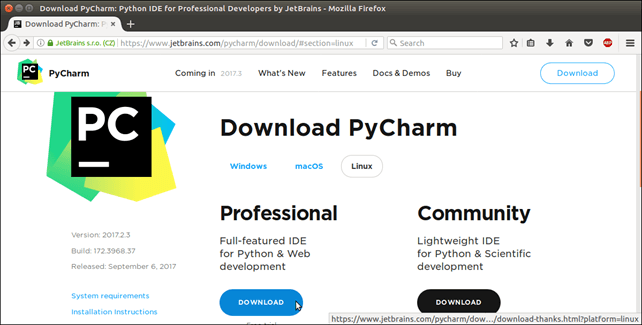 Download PyCharm: Python IDE for Professional Developers by JetBrains - Mozilla Firefox
Download PyCharm: P
JetBrains s.r.o. (CZ)
https://www.jetbrains.com/pycharm/download/#section=linux
Search
ABP
PC
PyCharm
Coming in 2017.3
What's New
Features
Docs & Demos
Buy
Download
PC
Download PyCharm
Windows
macOS
Linux
Version: 2017.2.3
Build: 172.3968.37
Released: September 6, 2017
System requirements
Installation Instructions
Professional
Full-featured IDE
for Python & Web
development
DOWNLOAD
Community
Lightweight IDE
for Python & Scientific
development
DOWNLOAD
https://www.jetbrains.com/pycharm/dow…/download-thanks.html?platform=linux